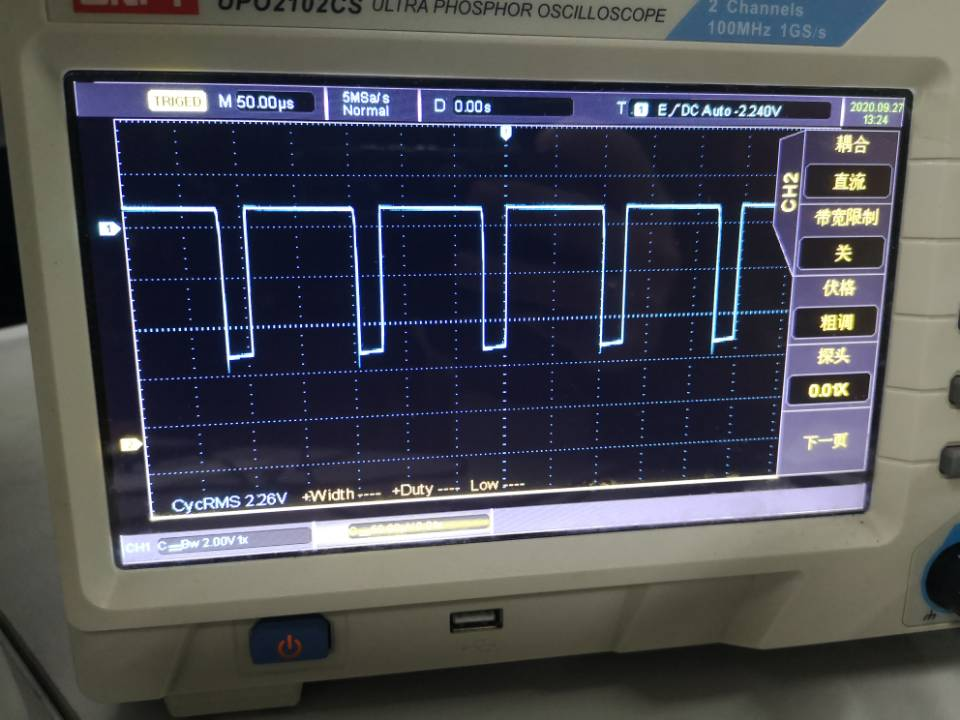 UPO2102CS ULTRA PHOSPHOR OSCILLOSCOPE
2 Channels
100MHz 1GS/s
TRIGED M 50.00μs 5MSa/s Normal D 0.00s T 1 E/DC Auto -2.240V 2020.09.27 13:24
CH2
耦合
直流
带宽限制
关
伏格
粗调
探头
0.01X
下一页
1
CycRMS 2.26V +Width ---- +Duty ---- Low ----
CH1 Bw 2.00V 1x